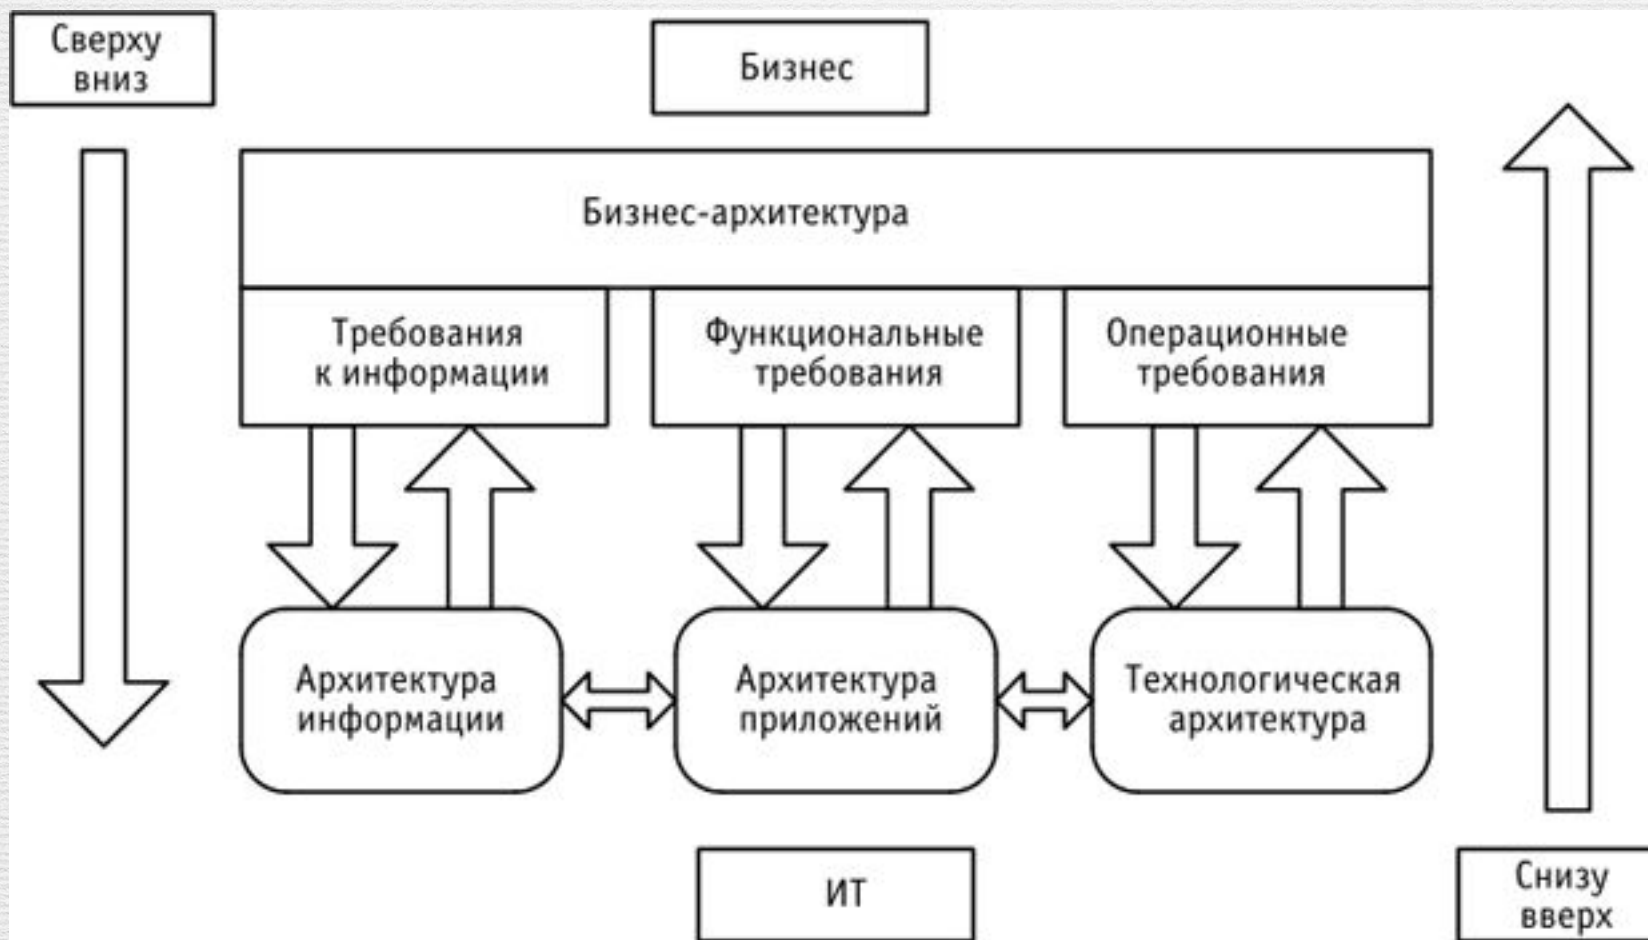 Сверху
вниз
Бизнес
Бизнес-архитектура
Требования
к информации
Функциональные
требования
Операционные
требования
Архитектура
информации
Архитектура
приложений
Технологическая
архитектура
ИТ
Снизу
вверх